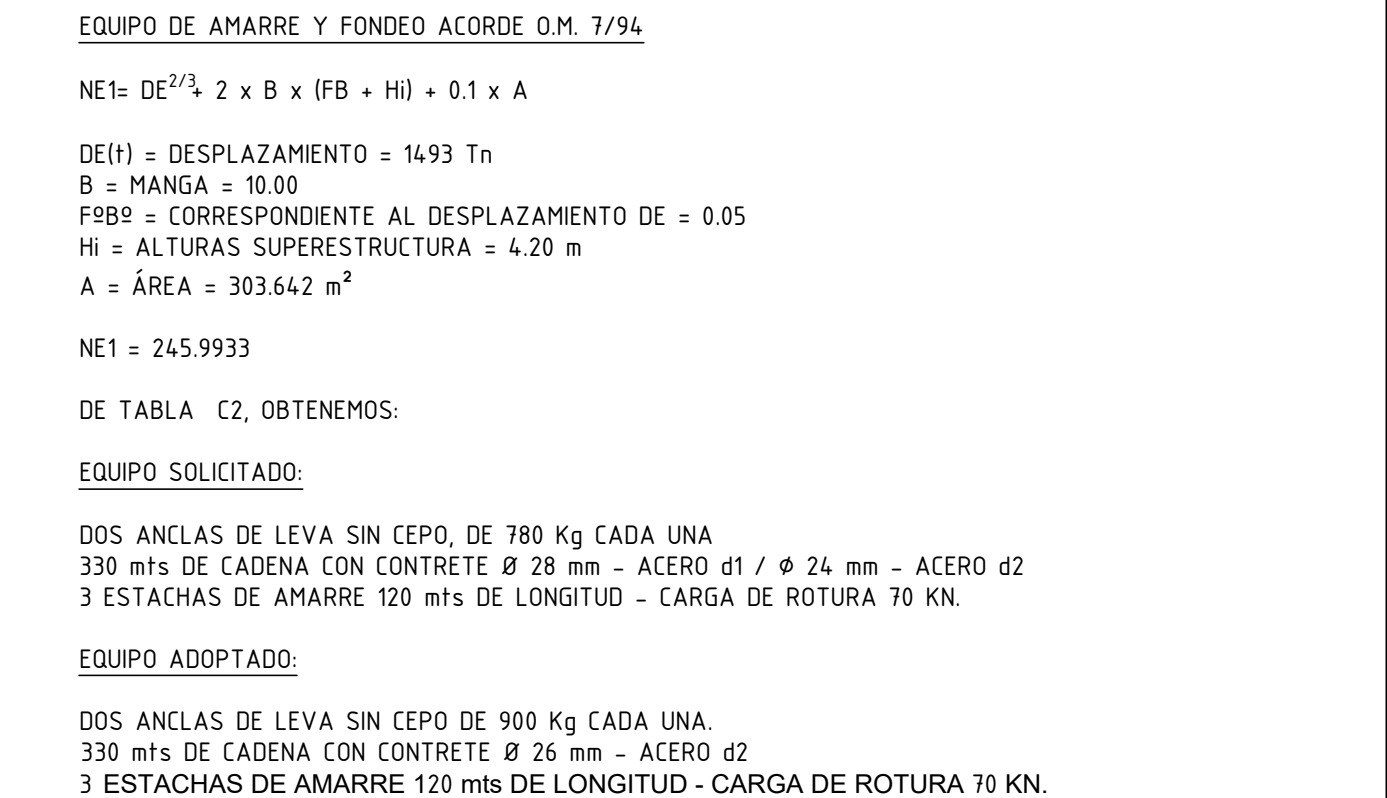 EQUIPO DE AMARRE Y FONDEO ACORDE O.M. 7/94
NE1= DE^2/3+ 2 x B x (FB + Hi) + 0.1 x A
DE(t) = DESPLAZAMIENTO = 1493 Tn
B = MANGA = 10.00
FºBº = CORRESPONDIENTE AL DESPLAZAMIENTO DE = 0.05
Hi = ALTURAS SUPERESTRUCTURA = 4.20 m
A = ÁREA = 303.642 m²
NE1 = 245.9933
DE TABLA C2, OBTENEMOS:
EQUIPO SOLICITADO:
DOS ANCLAS DE LEVA SIN CEPO, DE 780 Kg CADA UNA
330 mts DE CADENA CON CONTRETE Ø 28 mm - ACERO d1 / ϕ 24 mm - ACERO d2
3 ESTACHAS DE AMARRE 120 mts DE LONGITUD - CARGA DE ROTURA 70 KN.
EQUIPO ADOPTADO:
DOS ANCLAS DE LEVA SIN CEPO DE 900 Kg CADA UNA.
330 mts DE CADENA CON CONTRETE Ø 26 mm - ACERO d2
3 ESTACHAS DE AMARRE 120 mts DE LONGITUD - CARGA DE ROTURA 70 KN.